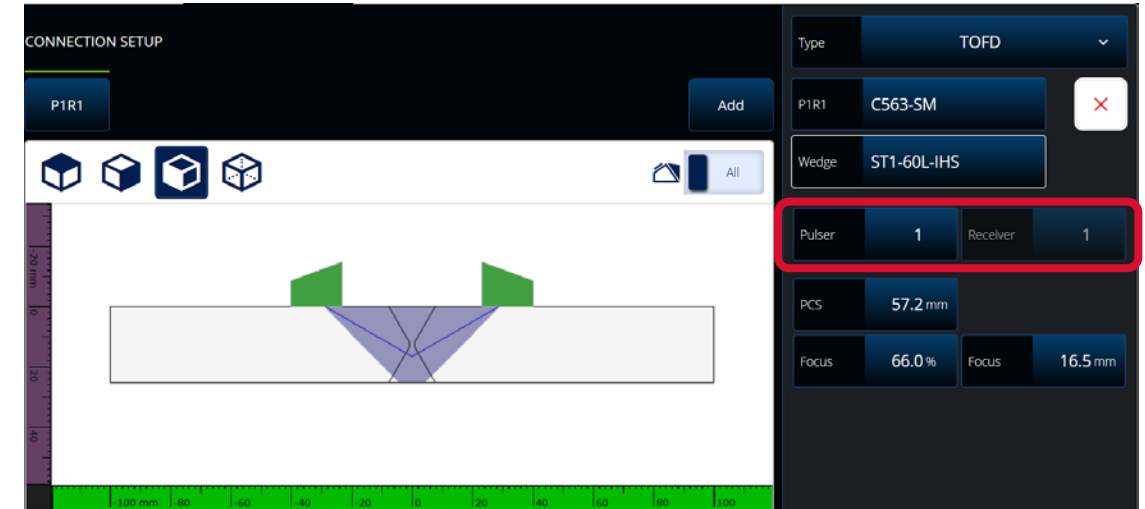 CONNECTION SETUP
P1R1
Add
All
-20 mm
0
20
40
-100 mm
-80
-60
-40
-20
0
20
40
60
80
100
Type
TOFD
P1R1
C563-SM
Wedge
ST1-60L-IHS
Pulser
1
Receiver
1
PCS
57.2 mm
Focus
66.0 %
Focus
16.5 mm